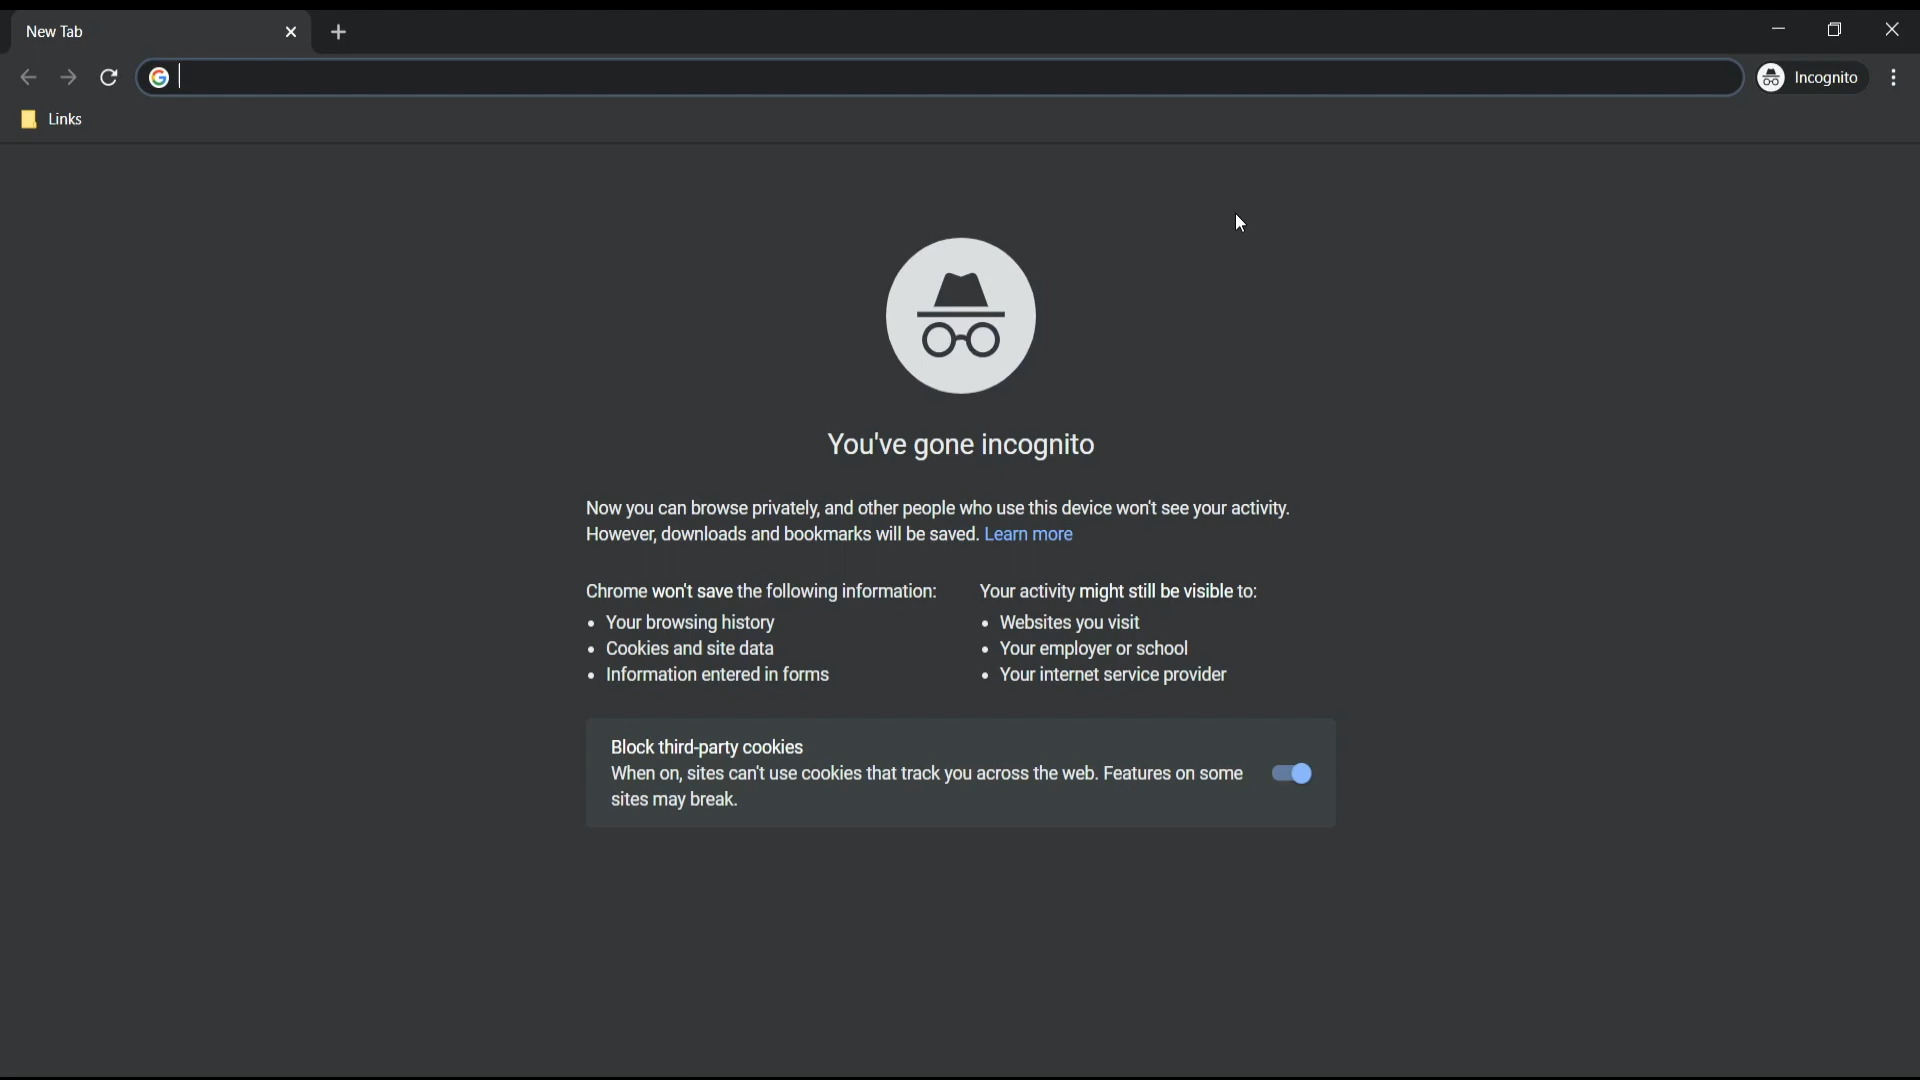 New Tab
Incognito
Links
You've gone incognito
Now you can browse privately, and other people who use this device won't see your activity.
However, downloads and bookmarks will be saved. Learn more
Chrome won't save the following information:
• Your browsing history
• Cookies and site data
• Information entered in forms
Your activity might still be visible to:
• Websites you visit
• Your employer or school
• Your internet service provider
Block third-party cookies
When on, sites can't use cookies that track you across the web. Features on some
sites may break.